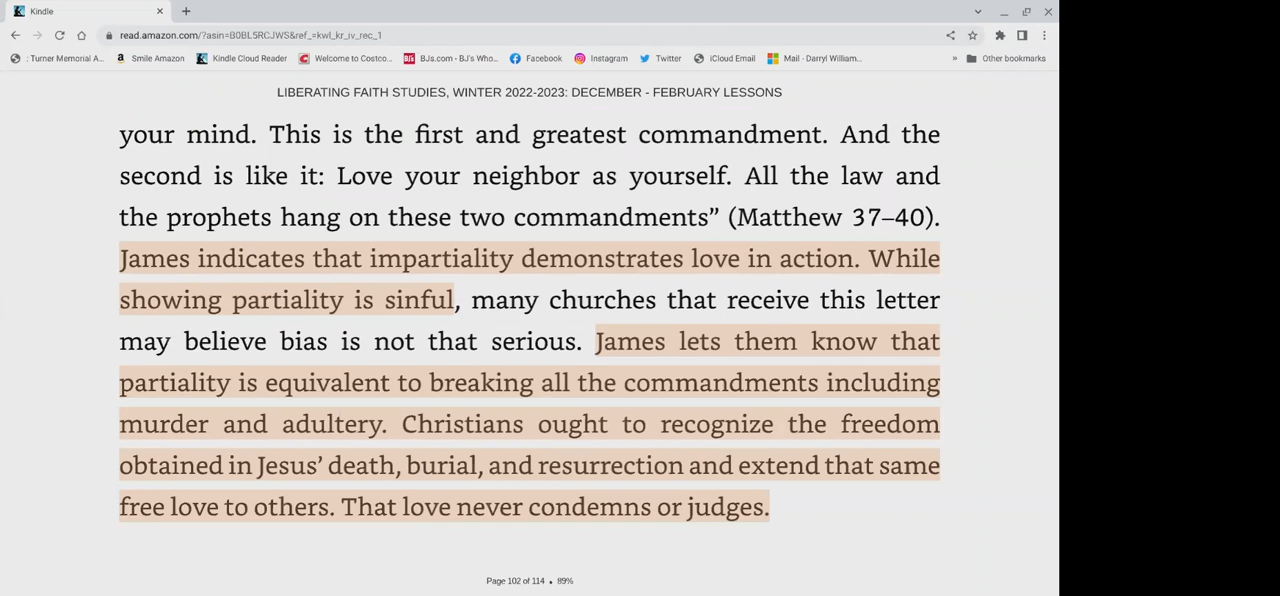 Kindle
read.amazon.com/?asin=B0BL5RCJWS&ref_=kwl_kr_iv_rec_1
: Turner Memorial A... Smile Amazon Kindle Cloud Reader Welcome to Costco... BJs.com - BJ's Who... Facebook Instagram Twitter iCloud Email Mail - Darryl William... » Other bookmarks
LIBERATING FAITH STUDIES, WINTER 2022-2023: DECEMBER - FEBRUARY LESSONS
your mind. This is the first and greatest commandment. And the
second is like it: Love your neighbor as yourself. All the law and
the prophets hang on these two commandments” (Matthew 37–40).
James indicates that impartiality demonstrates love in action. While
showing partiality is sinful, many churches that receive this letter
may believe bias is not that serious. James lets them know that
partiality is equivalent to breaking all the commandments including
murder and adultery. Christians ought to recognize the freedom
obtained in Jesus’ death, burial, and resurrection and extend that same
free love to others. That love never condemns or judges.
Page 102 of 114 • 89%